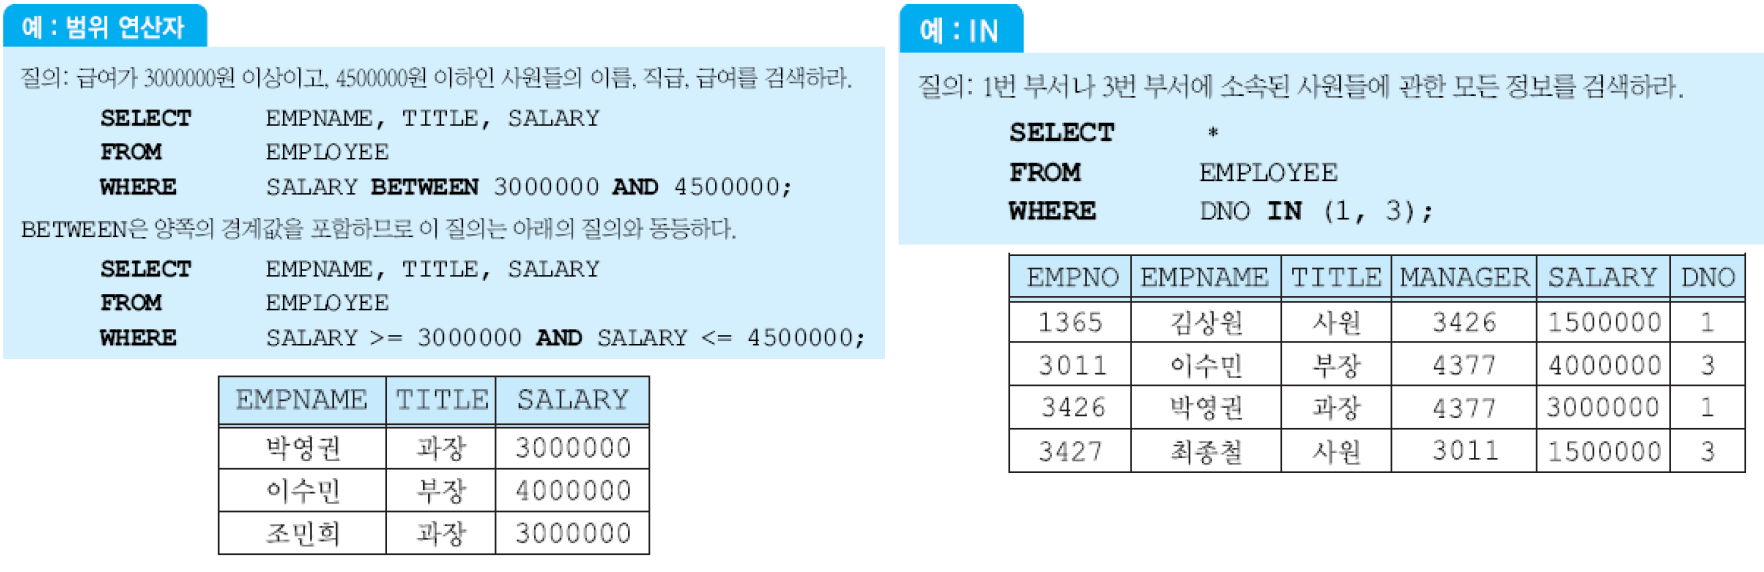 예 : 범위 연산자
질의: 급여가 3000000원 이상이고, 4500000원 이하인 사원들의 이름, 직급, 급여를 검색하라.
SELECT EMPNAME, TITLE, SALARY
FROM EMPLOYEE
WHERE SALARY BETWEEN 3000000 AND 4500000;
BETWEEN은 양쪽의 경계값을 포함하므로 이 질의는 아래의 질의와 동등하다.
SELECT EMPNAME, TITLE, SALARY
FROM EMPLOYEE
WHERE SALARY >= 3000000 AND SALARY <= 4500000;
EMPNAME TITLE SALARY
박영권 과장 3000000
이수민 부장 4000000
조민희 과장 3000000
예 : IN
질의: 1번 부서나 3번 부서에 소속된 사원들에 관한 모든 정보를 검색하라.
SELECT *
FROM EMPLOYEE
WHERE DNO IN (1, 3);
EMPNO EMPNAME TITLE MANAGER SALARY DNO
1365 김상원 사원 3426 1500000 1
3011 이수민 부장 4377 4000000 3
3426 박영권 과장 4377 3000000 1
3427 최종철 사원 3011 1500000 3